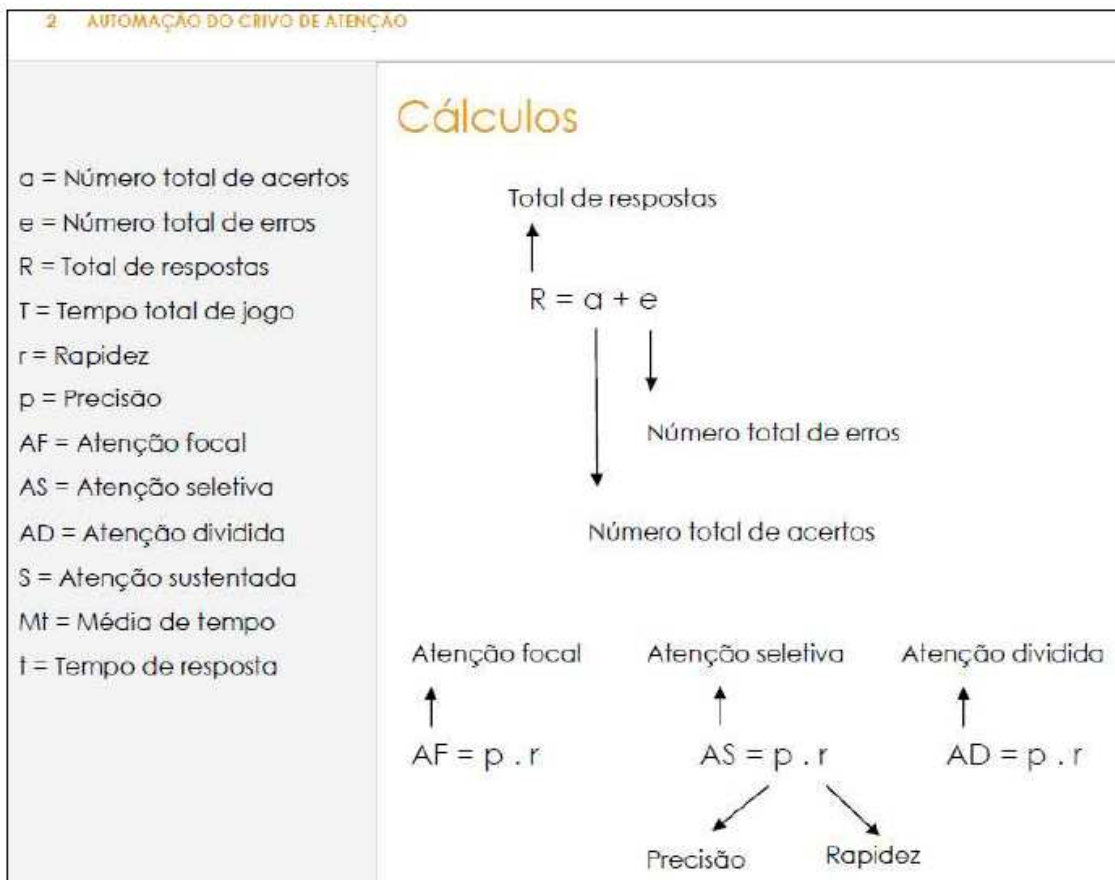 2 AUTOMAÇÃO DO CRIVO DE ATENÇÃO
a = Número total de acertos
e = Número total de erros
R = Total de respostas
T = Tempo total de jogo
r = Rapidez
p = Precisão
AF = Atenção focal
AS = Atenção seletiva
AD = Atenção dividida
S = Atenção sustentada
Mt = Média de tempo
t = Tempo de resposta
Cálculos
Total de respostas
R = a + e
Número total de erros
Número total de acertos
Atenção focal Atenção seletiva Atenção dividida
AF = p . r AS = p . r AD = p . r
Precisão Rapidez